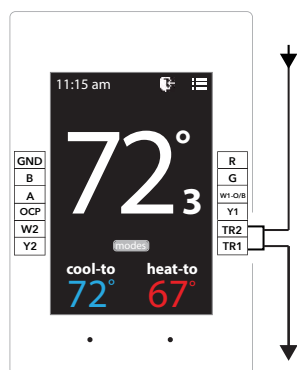 11:15 am
72°3
modes
cool-to heat-to
72° 67°
GND
B
A
OCP
W2
Y2
R
G
W1-O/B
Y1
TR2
TR1